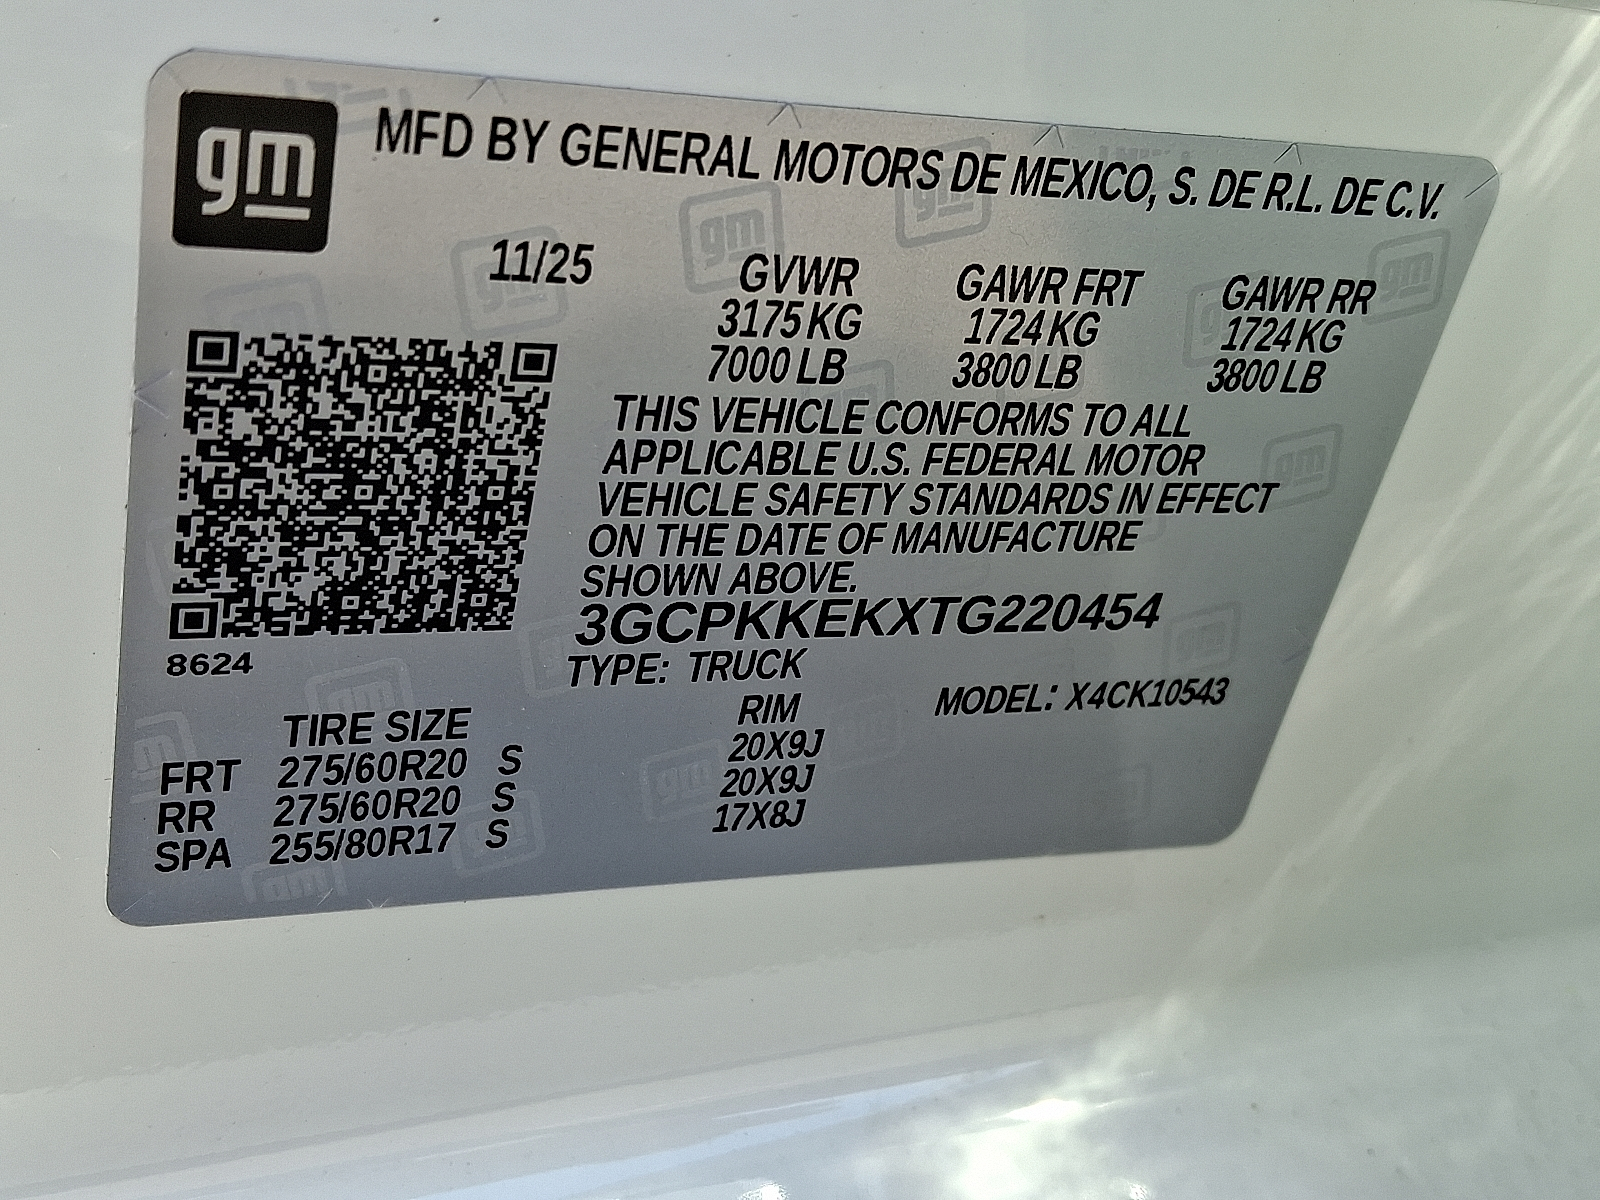 gm MFD BY GENERAL MOTORS DE MEXICO, S. DE R.L. DE C.V.
11/25 GVWR GAWR FRT GAWR RR
3175 KG 1724 KG 1724 KG
7000 LB 3800 LB 3800 LB
THIS VEHICLE CONFORMS TO ALL
APPLICABLE U.S. FEDERAL MOTOR
VEHICLE SAFETY STANDARDS IN EFFECT
ON THE DATE OF MANUFACTURE
SHOWN ABOVE.
3GCPKKEKXTG220454
8624 TYPE: TRUCK
MODEL: X4CK10543
TIRE SIZE RIM
FRT 275/60R20 S 20X9J
RR 275/60R20 S 20X9J
SPA 255/80R17 S 17X8J